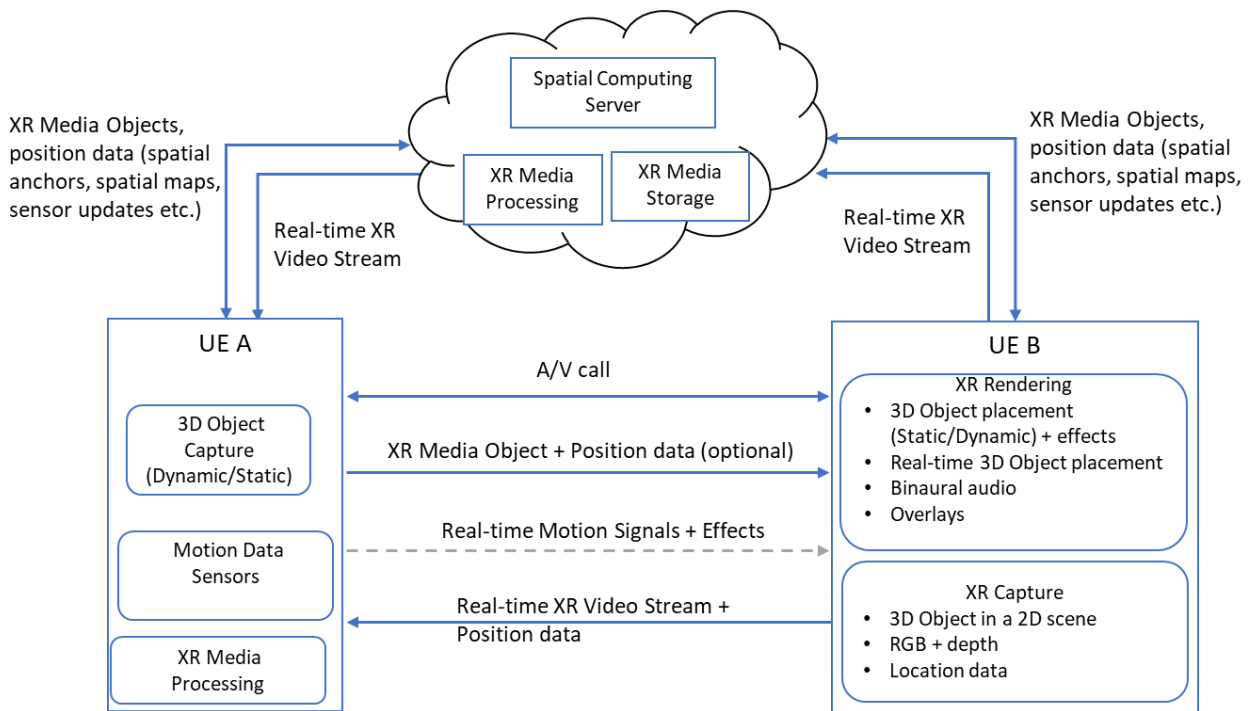 Spatial Computing
Server
XR Media
Processing
XR Media
Storage
XR Media Objects,
position data (spatial
anchors, spatial maps,
sensor updates etc.)
Real-time XR
Video Stream
XR Media Objects,
position data (spatial
anchors, spatial maps,
sensor updates etc.)
Real-time XR
Video Stream
UE A
3D Object
Capture
(Dynamic/Static)
Motion Data
Sensors
XR Media
Processing
A/V call
XR Media Object + Position data (optional)
Real-time Motion Signals + Effects
Real-time XR Video Stream +
Position data
UE B
XR Rendering
• 3D Object placement
(Static/Dynamic) + effects
• Real-time 3D Object placement
• Binaural audio
• Overlays
XR Capture
• 3D Object in a 2D scene
• RGB + depth
• Location data